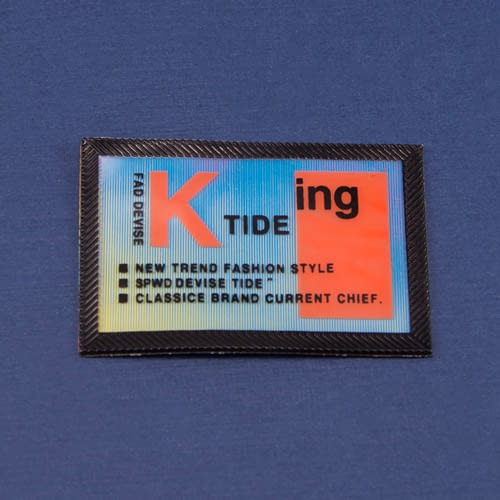 FAD DEVISE
K
TIDE
ing
■ NEW TREND FASHION STYLE
■ SPWD DEVISE TIDE
■ CLASSICE BRAND CURRENT CHIEF.